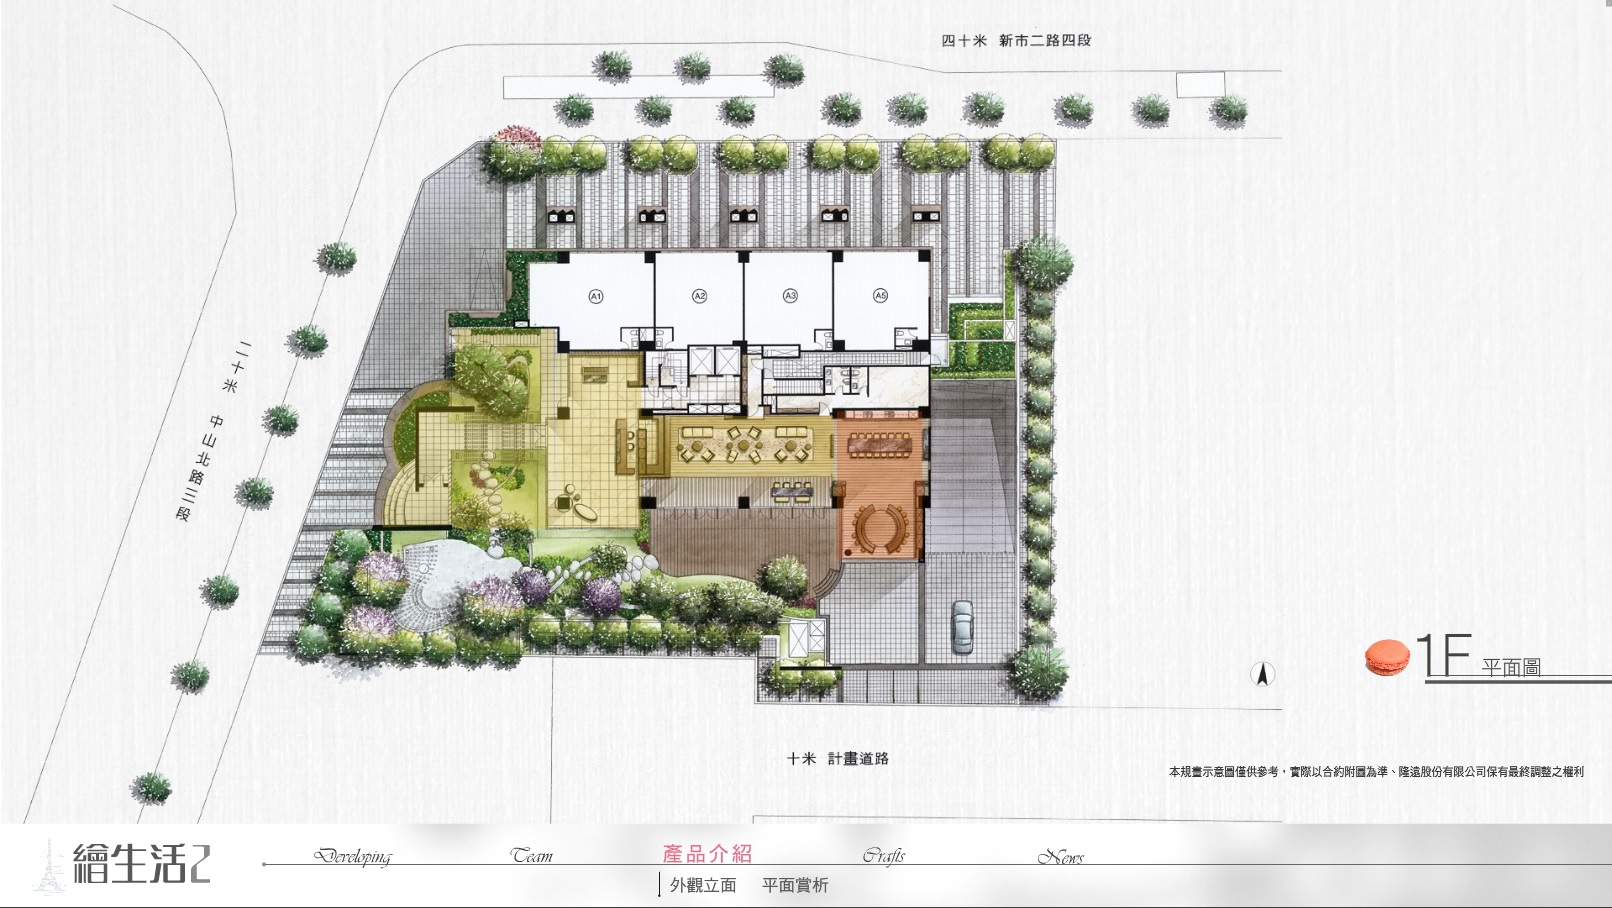 四十米 新市二路四段
二十米 中山北路三段
A1
A2
A3
A5
1F 平面圖
十米 計畫道路
本規畫示意圖僅供參考，實際以合約附圖為準、隆遠股份有限公司保有最終調整之權利
繪生活2
Developing
Team
產品介紹
Crafts
News
外觀立面 平面賞析